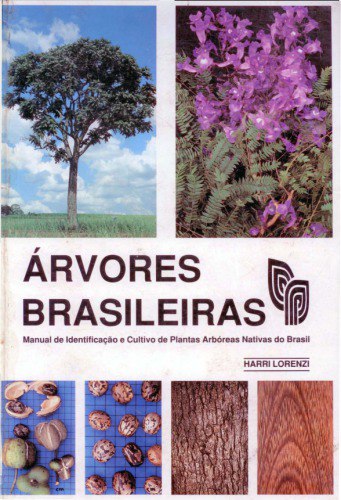 ÁRVORES
BRASILEIRAS
Manual de Identificação e Cultivo de Plantas Arbóreas Nativas do Brasil
HARRI LORENZI